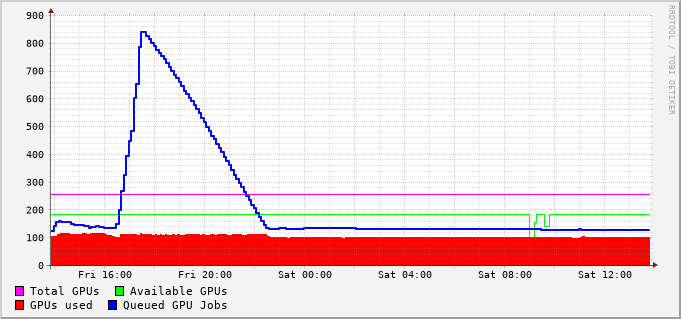 900
800
700
600
500
400
300
200
100
0
Fri 16:00 Fri 20:00 Sat 00:00 Sat 04:00 Sat 08:00 Sat 12:00
Total GPUs Available GPUs
GPUs used Queued GPU Jobs
RRDTOOL / TOBI OETIKER